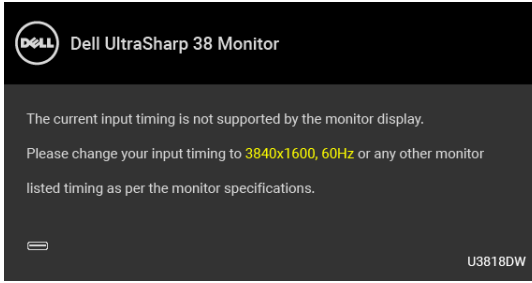 DELL
Dell UltraSharp 38 Monitor
The current input timing is not supported by the monitor display.
Please change your input timing to 3840x1600, 60Hz or any other monitor
listed timing as per the monitor specifications.
U3818DW